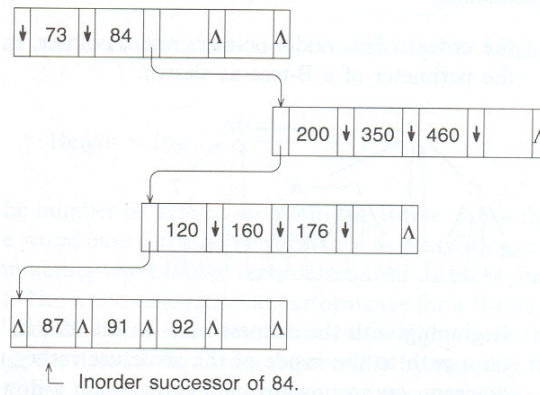 ↓ 73 ↓ 84 Λ Λ
200 ↓ 350 ↓ 460 ↓ Λ
120 ↓ 160 ↓ 176 ↓ Λ
Λ 87 Λ 91 Λ 92 Λ Λ
Inorder successor of 84.